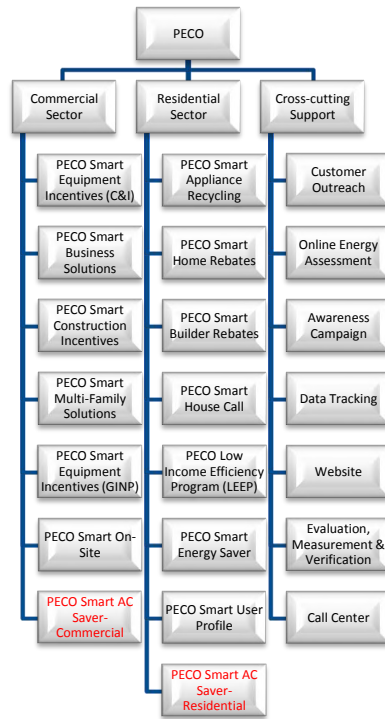 PECO
Commercial
Sector
PECO Smart
Equipment
Incentives (C&I)
PECO Smart
Business
Solutions
PECO Smart
Construction
Incentives
PECO Smart
Multi-Family
Solutions
PECO Smart
Equipment
Incentives (GINP)
PECO Smart On-
Site
PECO Smart AC
Saver-
Commercial
Residential
Sector
PECO Smart
Appliance
Recycling
PECO Smart
Home Rebates
PECO Smart
Builder Rebates
PECO Smart
House Call
PECO Low
Income Efficiency
Program (LEEP)
PECO Smart
Energy Saver
PECO Smart User
Profile
PECO Smart AC
Saver-
Residential
Cross-cutting
Support
Customer
Outreach
Online Energy
Assessment
Awareness
Campaign
Data Tracking
Website
Evaluation,
Measurement &
Verification
Call Center